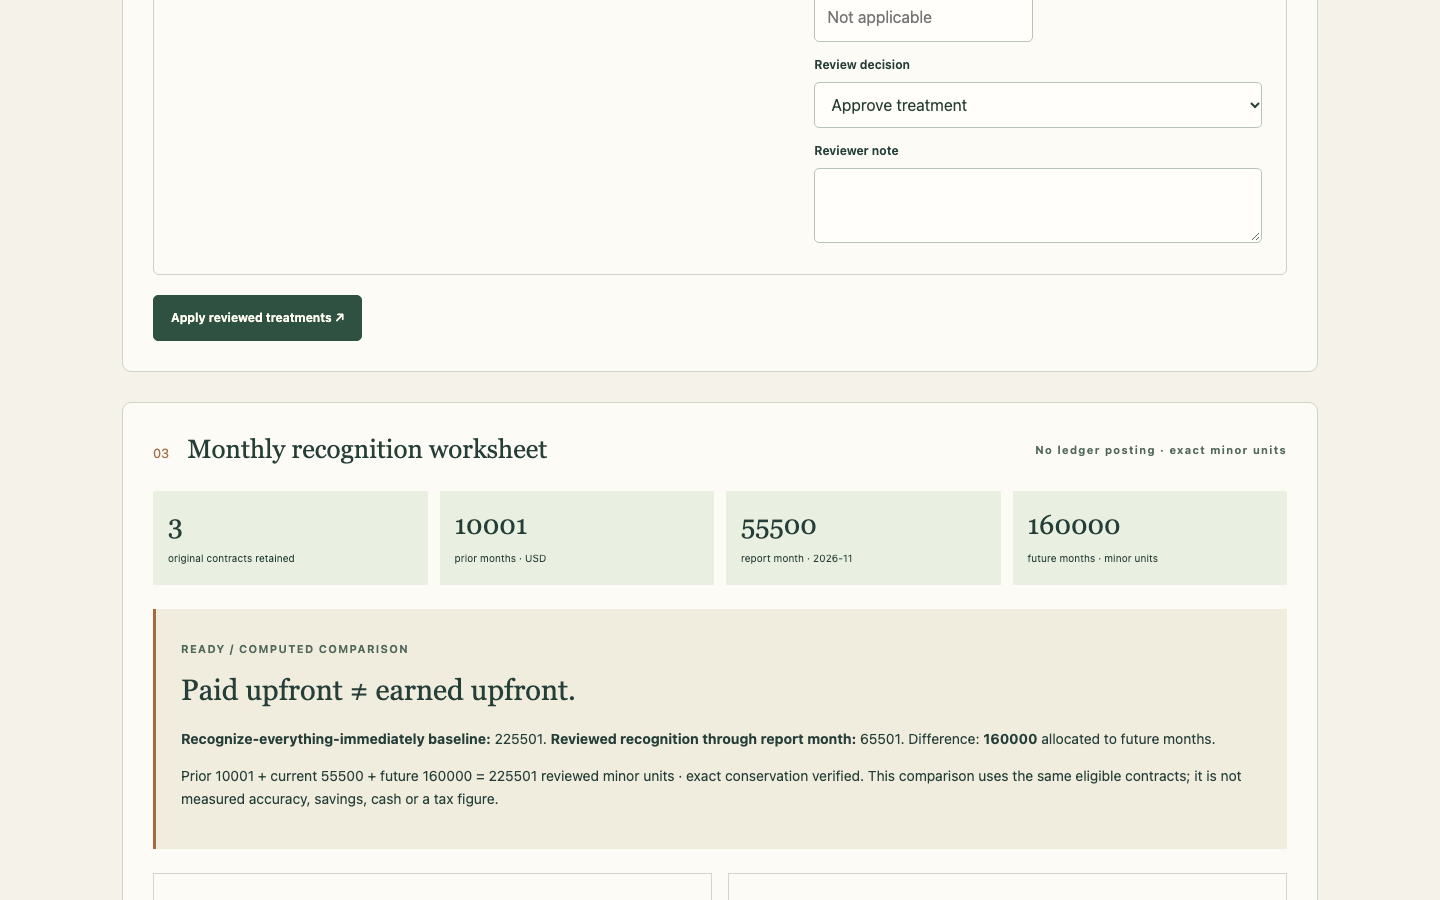 Not applicable
Review decision
Approve treatment
Reviewer note
Apply reviewed treatments ↗
03 Monthly recognition worksheet
No ledger posting · exact minor units
3
original contracts retained
10001
prior months · USD
55500
report month · 2026-11
160000
future months · minor units
READY / COMPUTED COMPARISON
Paid upfront ≠ earned upfront.
Recognize-everything-immediately baseline: 225501. Reviewed recognition through report month: 65501. Difference: 160000 allocated to future months.
Prior 10001 + current 55500 + future 160000 = 225501 reviewed minor units · exact conservation verified. This comparison uses the same eligible contracts; it is not
measured accuracy, savings, cash or a tax figure.